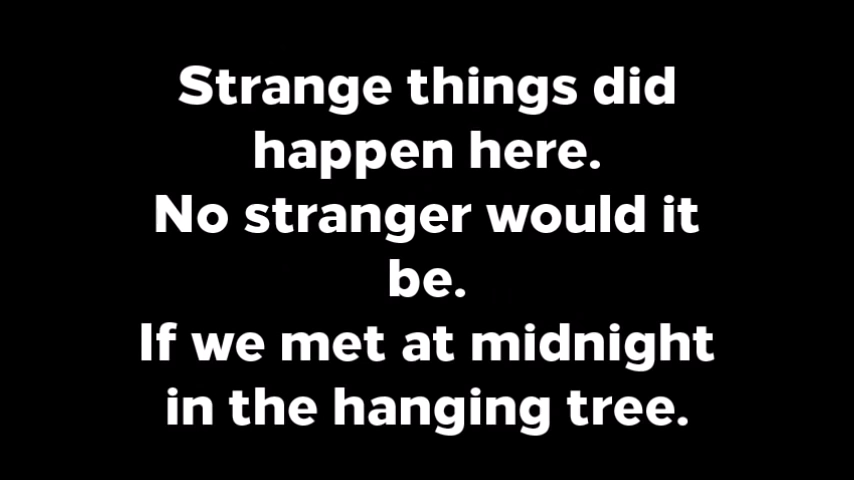 Strange things did
happen here.
No stranger would it
be.
If we met at midnight
in the hanging tree.